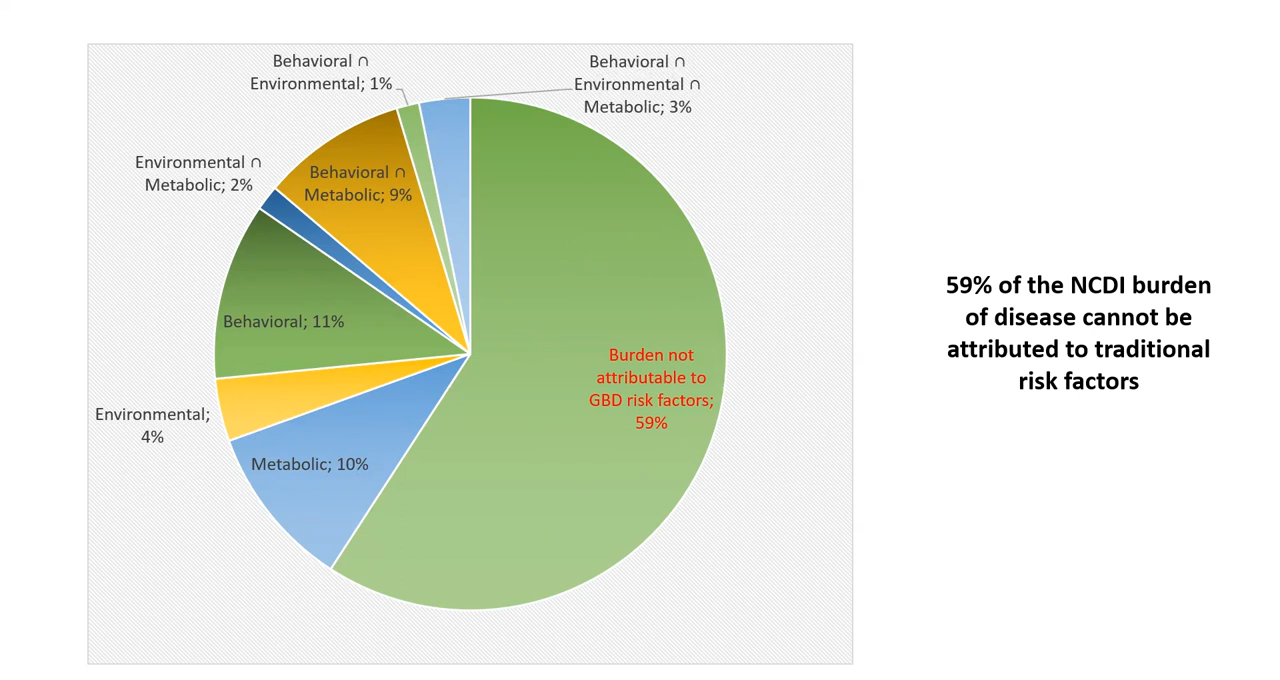 Behavioral ∩
Environmental; 1%
Behavioral ∩
Environmental ∩
Metabolic; 3%
Environmental ∩
Metabolic; 2%
Behavioral ∩
Metabolic; 9%
Behavioral; 11%
Environmental;
4%
Metabolic; 10%
Burden not
attributable to
GBD risk factors;
59%
59% of the NCDI burden
of disease cannot be
attributed to traditional
risk factors